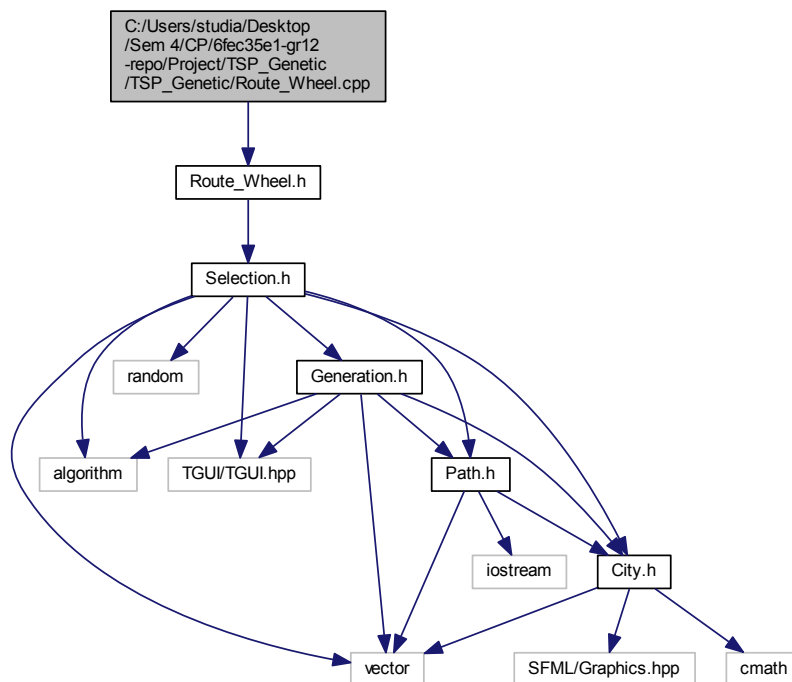 C:/Users/studia/Desktop
/Sem 4/CP/6fec35e1-gr12
-repo/Project/TSP_Genetic
/TSP_Genetic/Route_Wheel.cpp
Route_Wheel.h
Selection.h
random
Generation.h
algorithm
TGUI/TGUI.hpp
Path.h
iostream
City.h
vector
SFML/Graphics.hpp
cmath